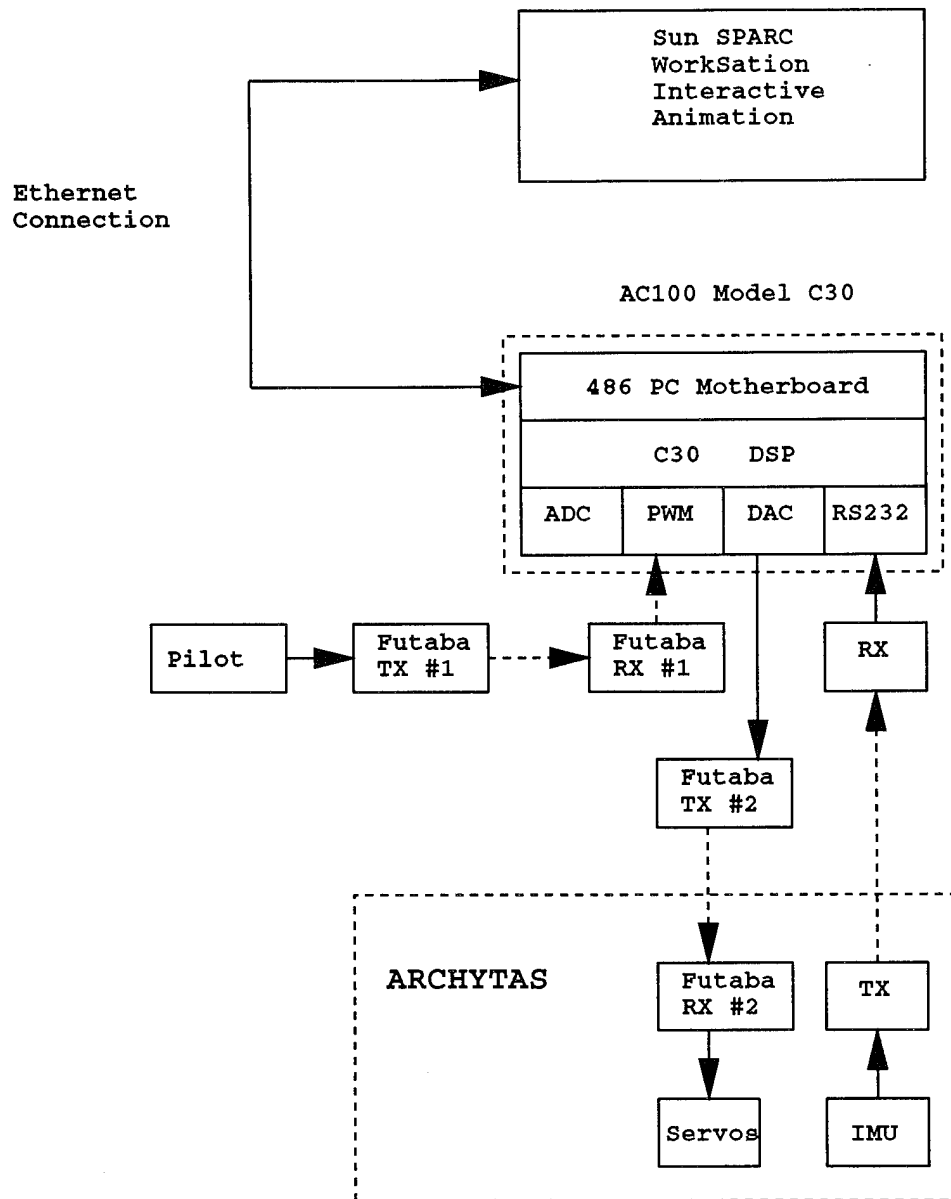 Sun SPARC
WorkSation
Interactive
Animation
Ethernet
Connection
AC100 Model C30
486 PC Motherboard
C30 DSP
ADC PWM DAC RS232
Pilot
Futaba
TX #1
Futaba
RX #1
RX
Futaba
TX #2
ARCHYTAS
Futaba
RX #2
TX
Servos
IMU